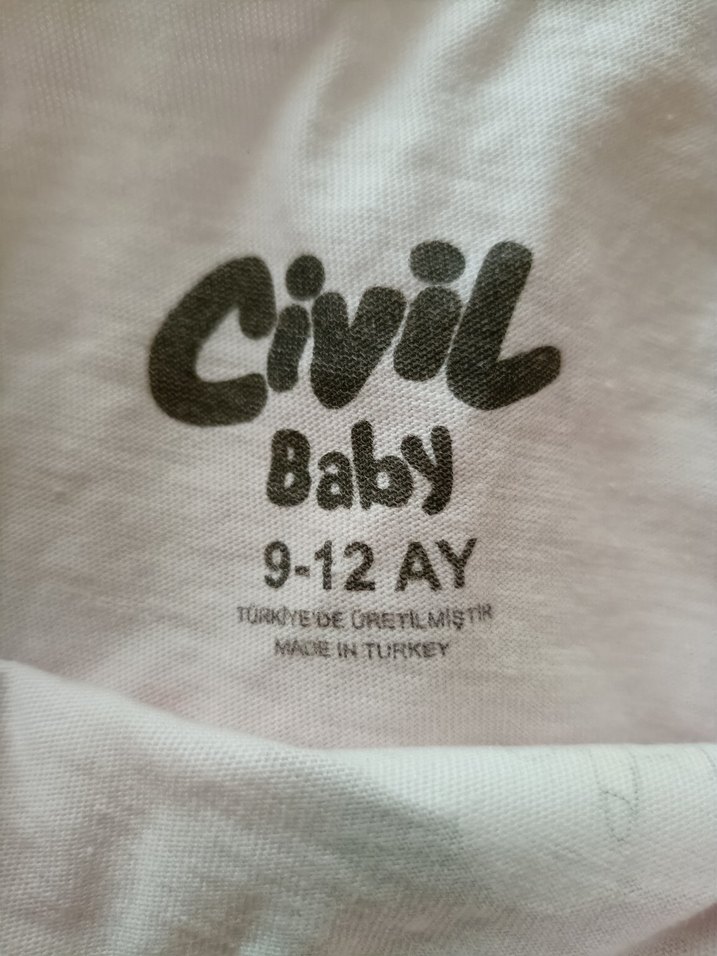 Civil
Baby
9-12 AY
TÜRKİYE'DE ÜRETİLMİŞTİR
MADE IN TURKEY